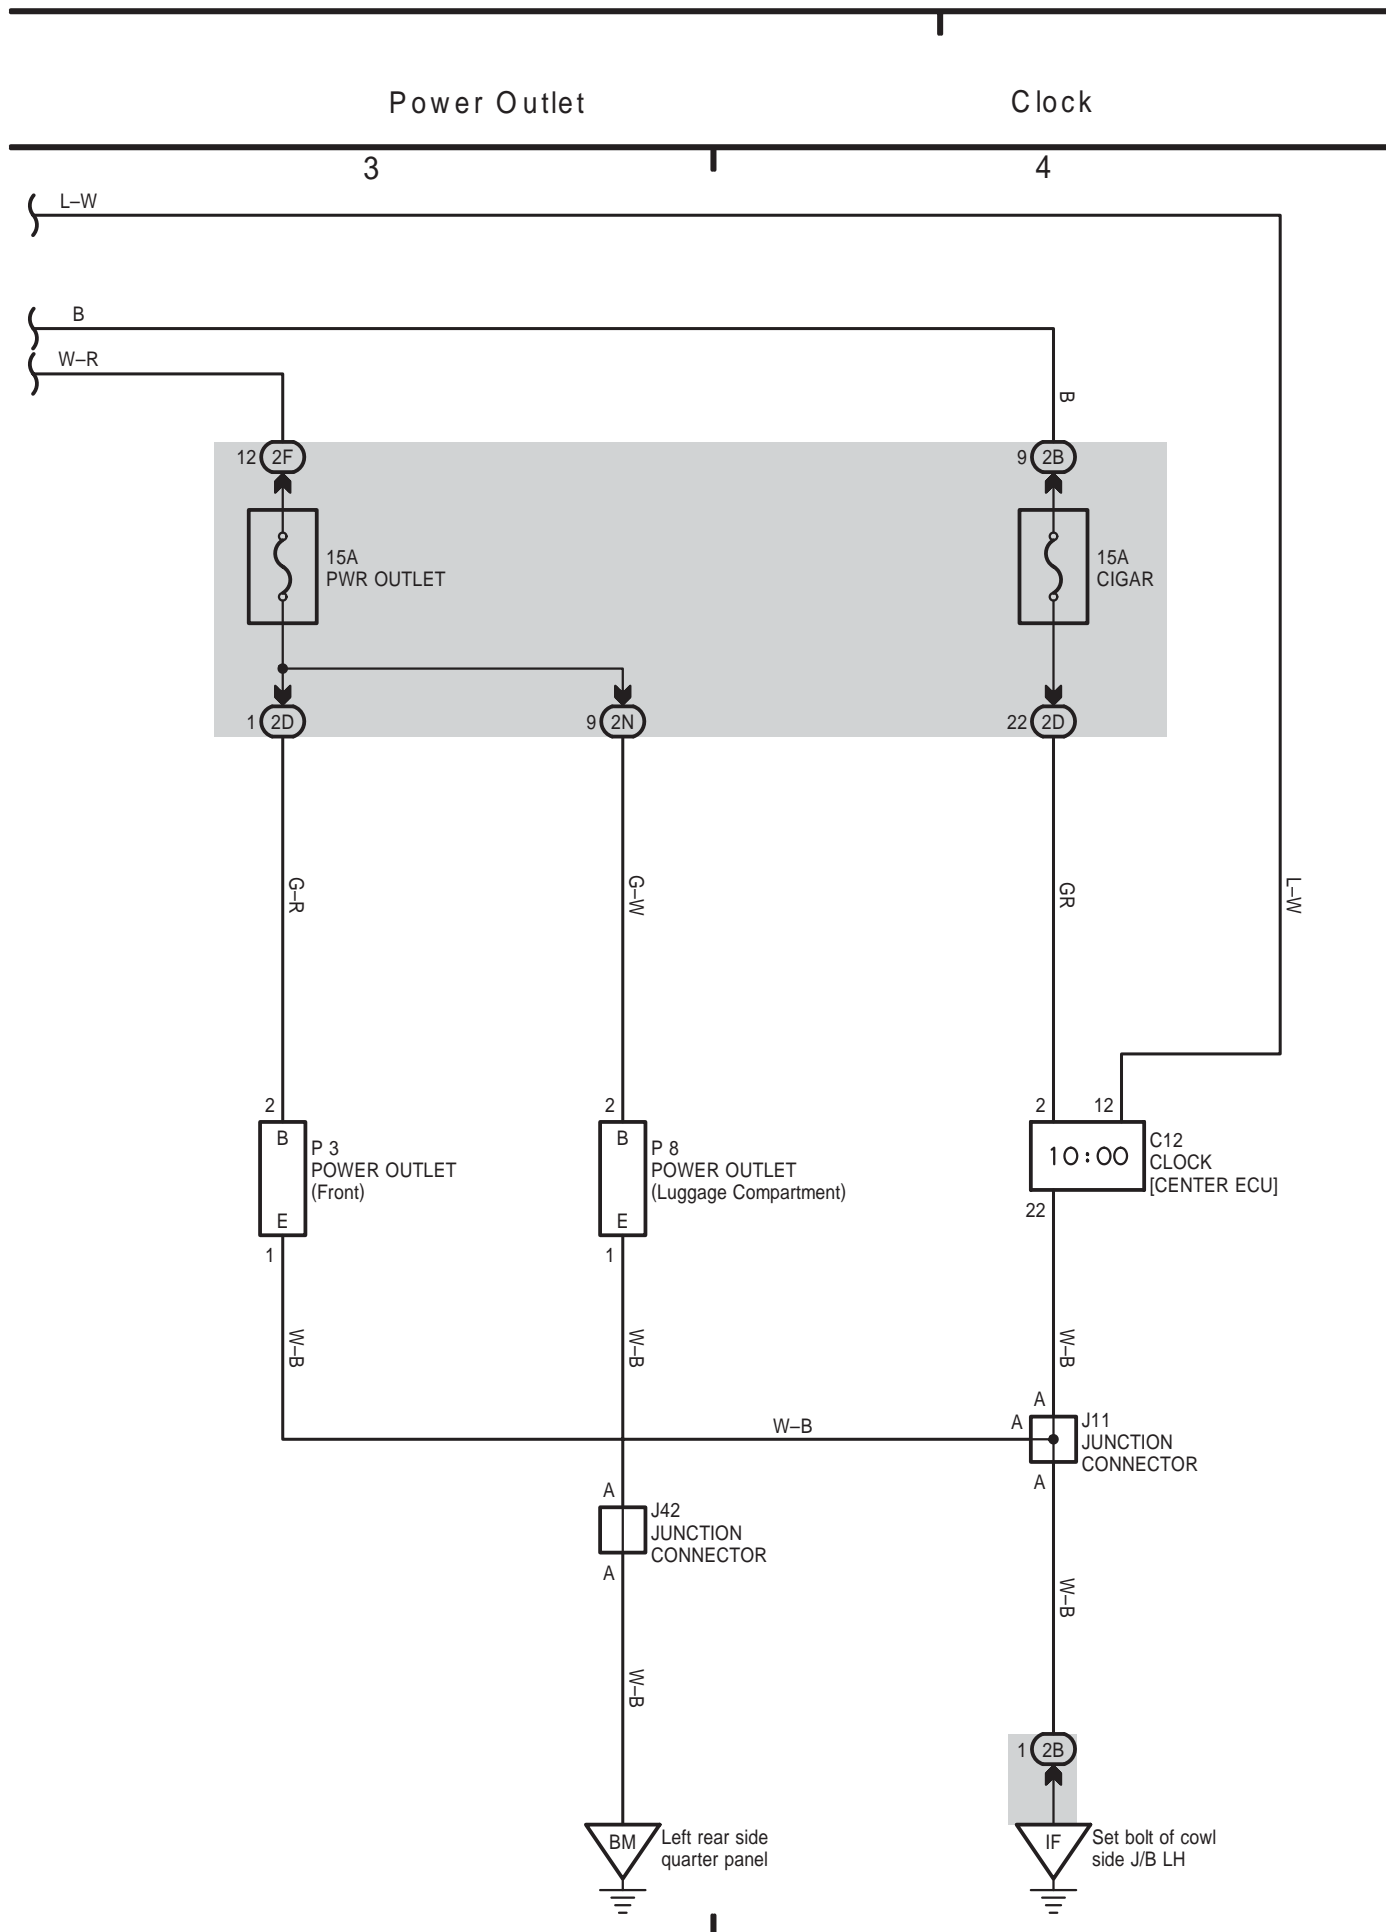 Power Outlet
Clock
3
4
L–W
B
W–R
B
12 2F
9 2B
15A
PWR OUTLET
15A
CIGAR
1 2D
9 2N
22 2D
G–R
G–W
GR
L–W
2
2
2
12
B
E
P 3
POWER OUTLET
(Front)
B
E
P 8
POWER OUTLET
(Luggage Compartment)
10:00
C12
CLOCK
[CENTER ECU]
22
1
1
W–B
W–B
W–B
W–B
A
A
A
J11
JUNCTION
CONNECTOR
A
A
J42
JUNCTION
CONNECTOR
W–B
W–B
1 2B
BM
Left rear side
quarter panel
IF
Set bolt of cowl
side J/B LH